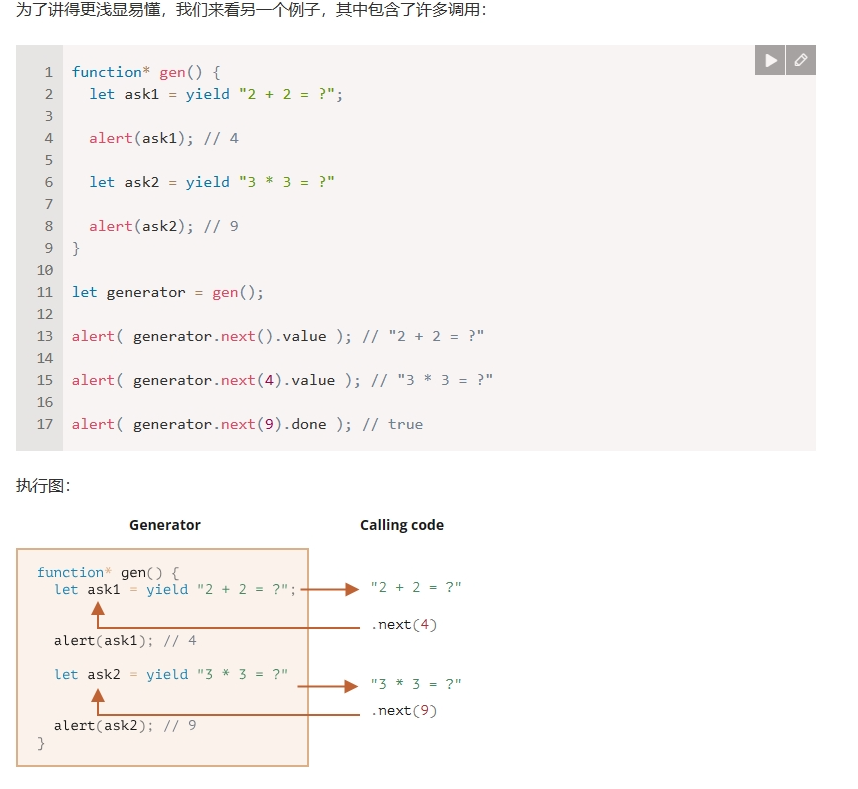 为了讲得更浅显易懂，我们来看另一个例子，其中包含了许多调用：
1 function* gen() {
2   let ask1 = yield "2 + 2 = ?";
3
4   alert(ask1); // 4
5
6   let ask2 = yield "3 * 3 = ?"
7
8   alert(ask2); // 9
9 }
10
11 let generator = gen();
12
13 alert( generator.next().value ); // "2 + 2 = ?"
14
15 alert( generator.next(4).value ); // "3 * 3 = ?"
16
17 alert( generator.next(9).done ); // true
执行图：
Generator Calling code
function* gen() {
let ask1 = yield "2 + 2 = ?"; "2 + 2 = ?"
.next(4)
alert(ask1); // 4
let ask2 = yield "3 * 3 = ?" "3 * 3 = ?"
.next(9)
alert(ask2); // 9
}